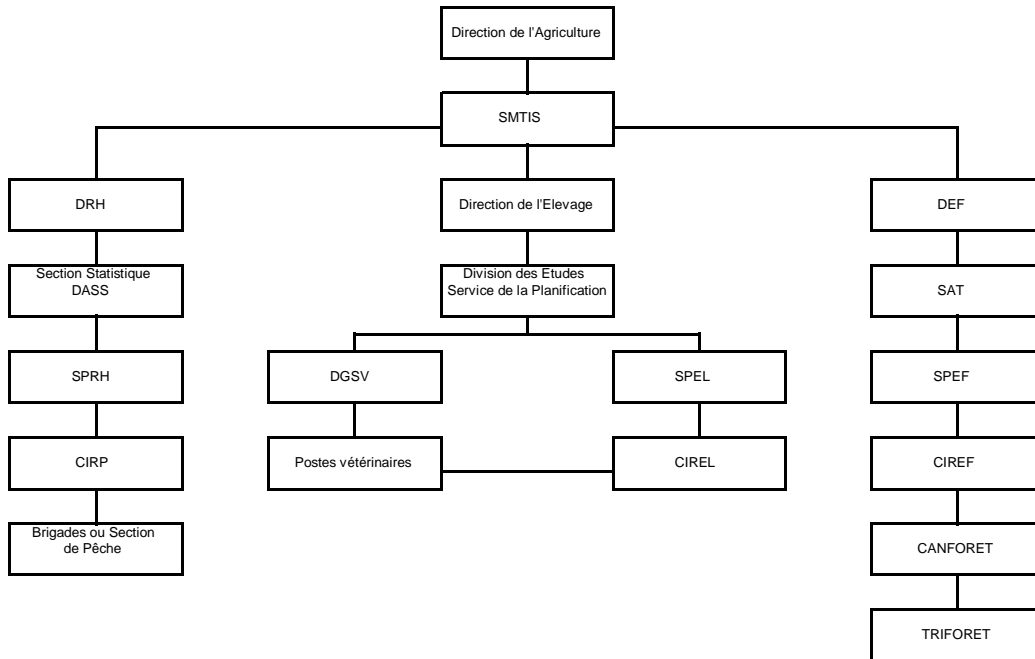 Direction de l'Agriculture
SMTIS
DRH
Direction de l'Elevage
DEF
Section Statistique
DASS
Division des Etudes
Service de la Planification
SAT
SPRH
DGSV
SPEL
SPEF
CIRP
Postes vétérinaires
CIREL
CIREF
Brigades ou Section
de Pêche
CANFORET
TRIFORET